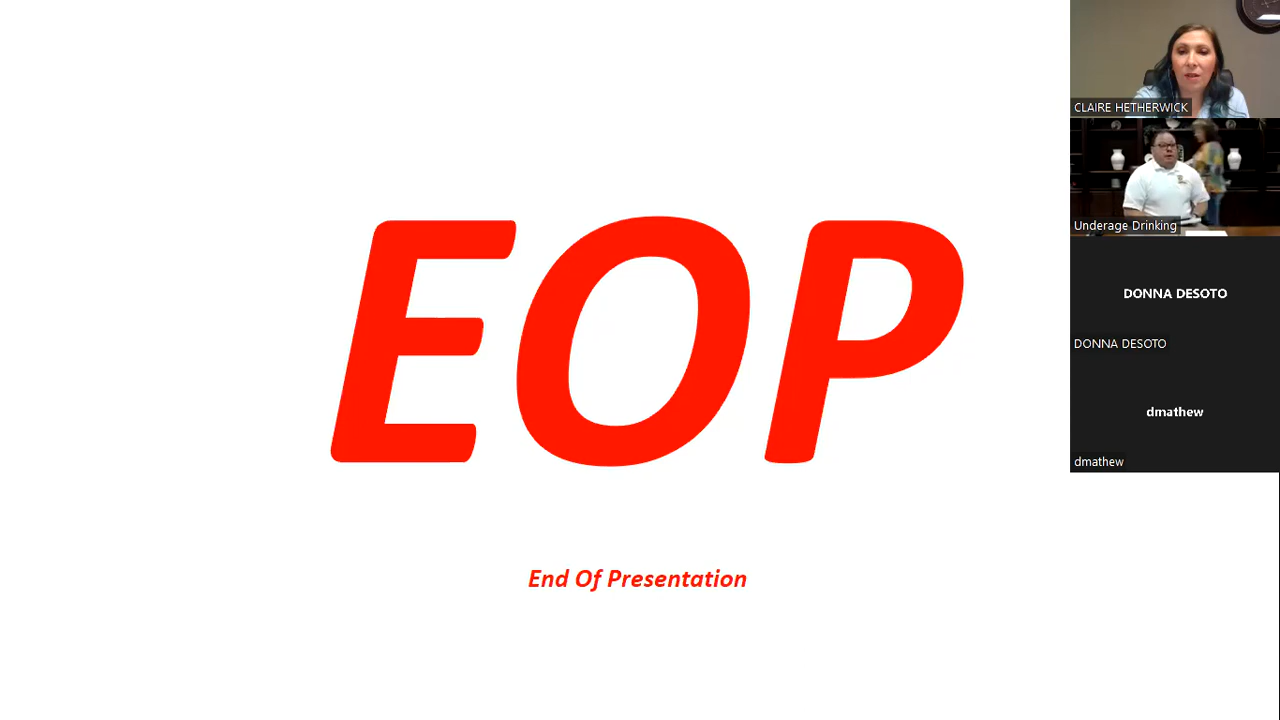 EOP
End Of Presentation
CLAIRE HETHERWICK
Underage Drinking
DONNA DESOTO
DONNA DESOTO
dmathew
dmathew